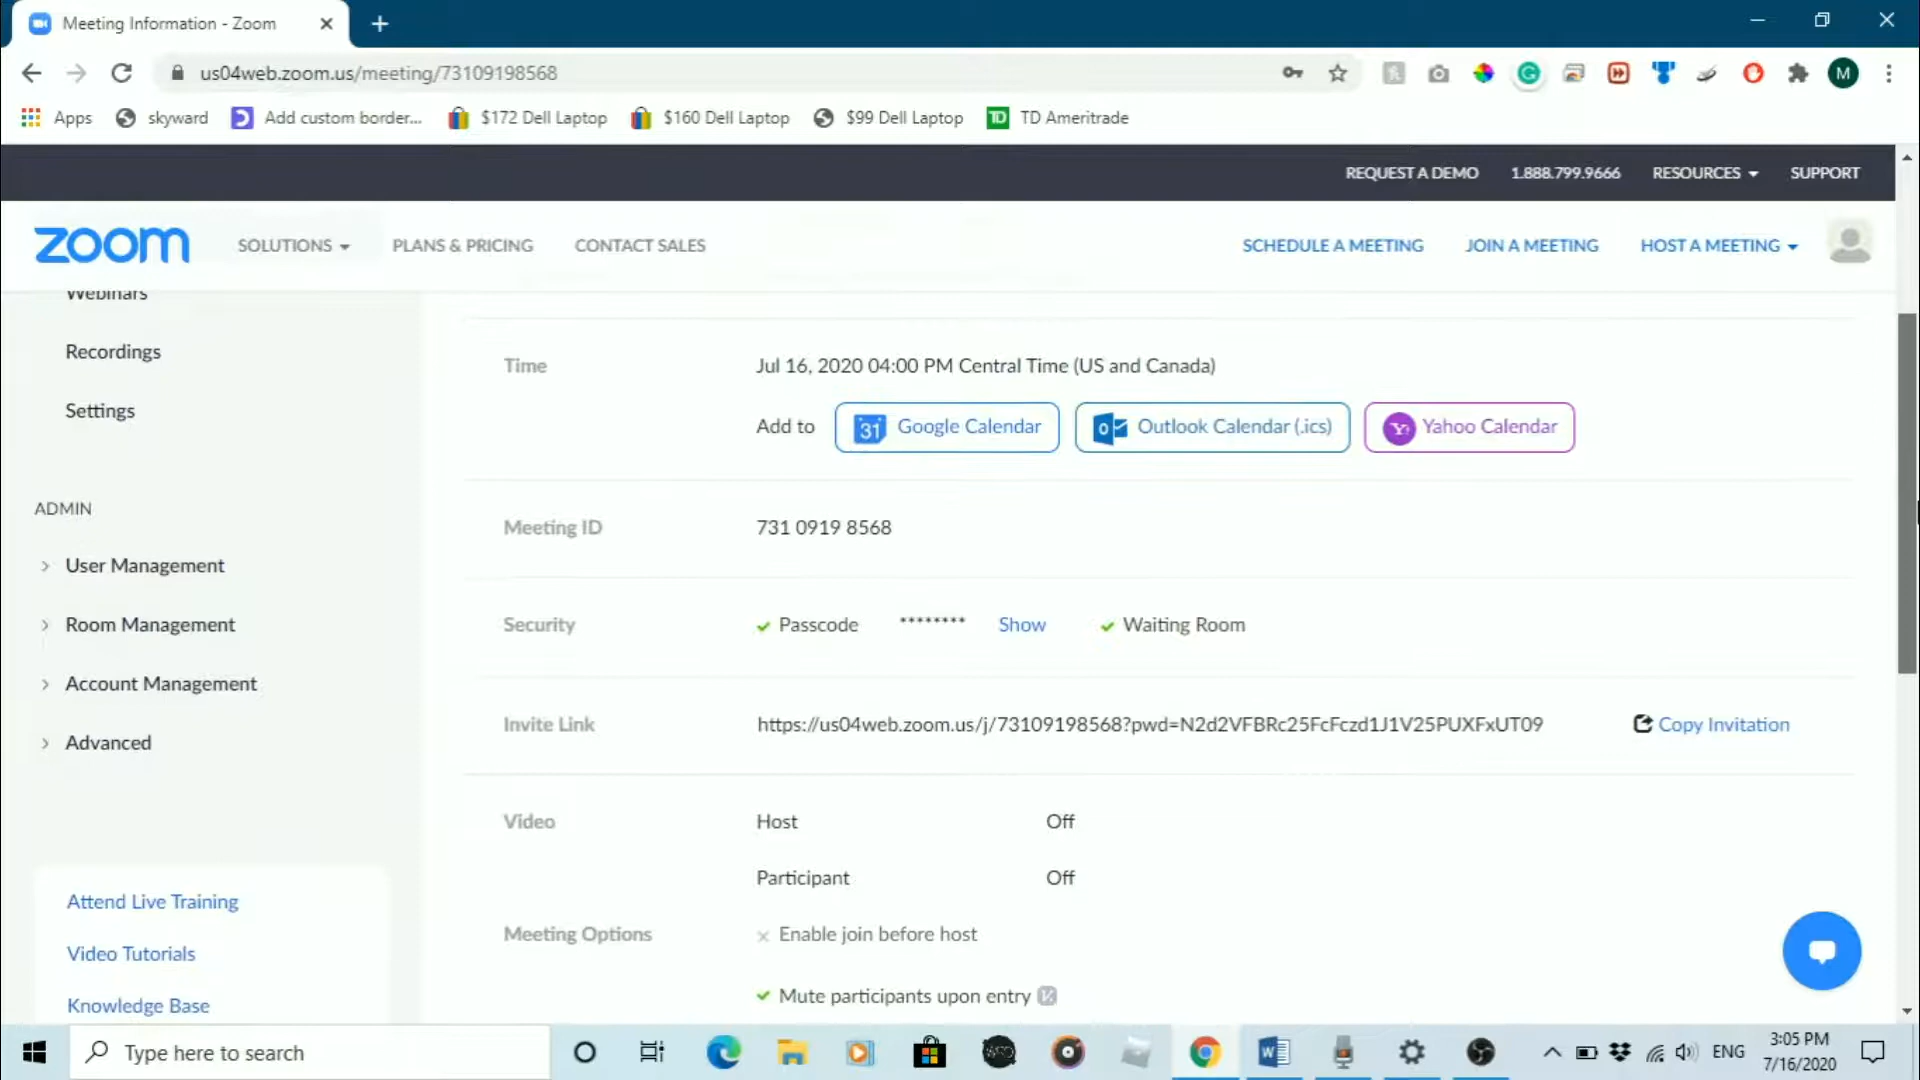 Meeting Information - Zoom
us04web.zoom.us/meeting/73109198568
M
Apps
skyward
Add custom border...
$172 Dell Laptop
$160 Dell Laptop
$99 Dell Laptop
TD
TD Ameritrade
REQUEST A DEMO
1.888.799.9666
RESOURCES
SUPPORT
zoom
SOLUTIONS
PLANS & PRICING
CONTACT SALES
SCHEDULE A MEETING
JOIN A MEETING
HOST A MEETING
Webinars
Recordings
Settings
ADMIN
User Management
Room Management
Account Management
Advanced
Attend Live Training
Video Tutorials
Knowledge Base
Time
Jul 16, 2020 04:00 PM Central Time (US and Canada)
Add to
31 Google Calendar
Outlook Calendar (.ics)
Y! Yahoo Calendar
Meeting ID
731 0919 8568
Security
Passcode ******** Show
Waiting Room
Invite Link
https://us04web.zoom.us/j/73109198568?pwd=N2d2VFBRc25FcFczd1J1V25PUXFxUT09
Copy Invitation
Video
Host Off
Participant Off
Meeting Options
Enable join before host
Mute participants upon entry
Type here to search
ENG
3:05 PM
7/16/2020